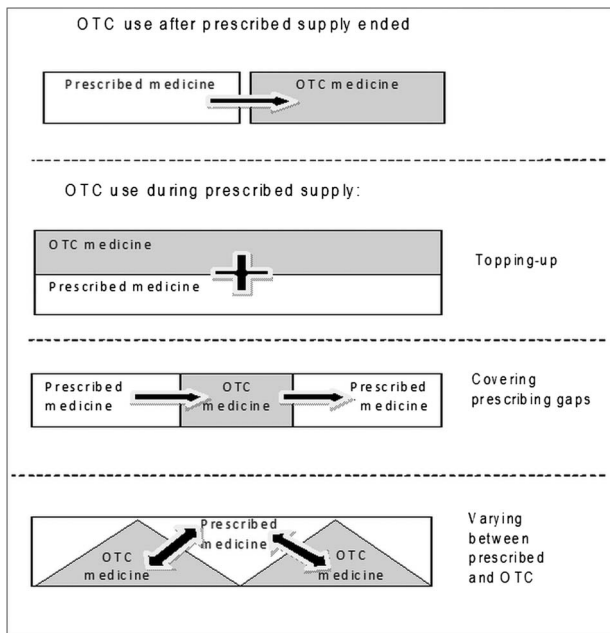 OTC use after prescribed supply ended
Prescribed medicine
OTC medicine
OTC use during prescribed supply:
OTC medicine
Prescribed medicine
Topping-up
Prescribed
medicine
OTC
medicine
Prescribed
medicine
Covering
prescribing gaps
OTC
medicine
Prescribed
medicine
OTC
medicine
Varying
between
prescribed
and OTC